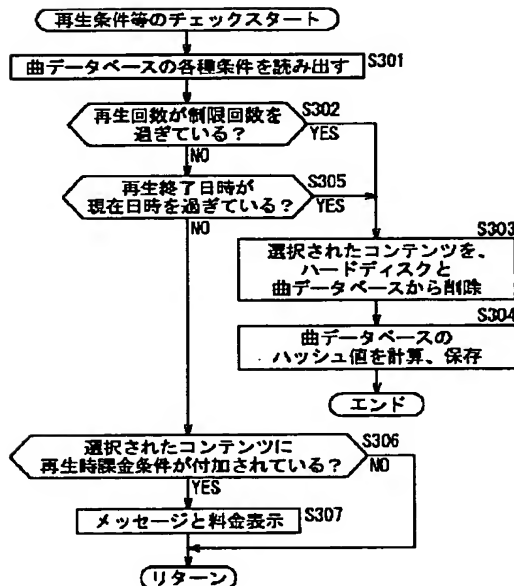 再生条件等のチェックスタート
曲データベースの各種条件を読み出す
S301
再生回数が制限回数を
過ぎている？
S302
YES
NO
再生終了日時が
現在日時を過ぎている？
S305
YES
NO
S303
選択されたコンテンツを、
ハードディスクと
曲データベースから削除
S304
曲データベースの
ハッシュ値を計算、保存
エンド
選択されたコンテンツに
再生時課金条件が付加されている？
S306
NO
YES
メッセージと料金表示
S307
リターン